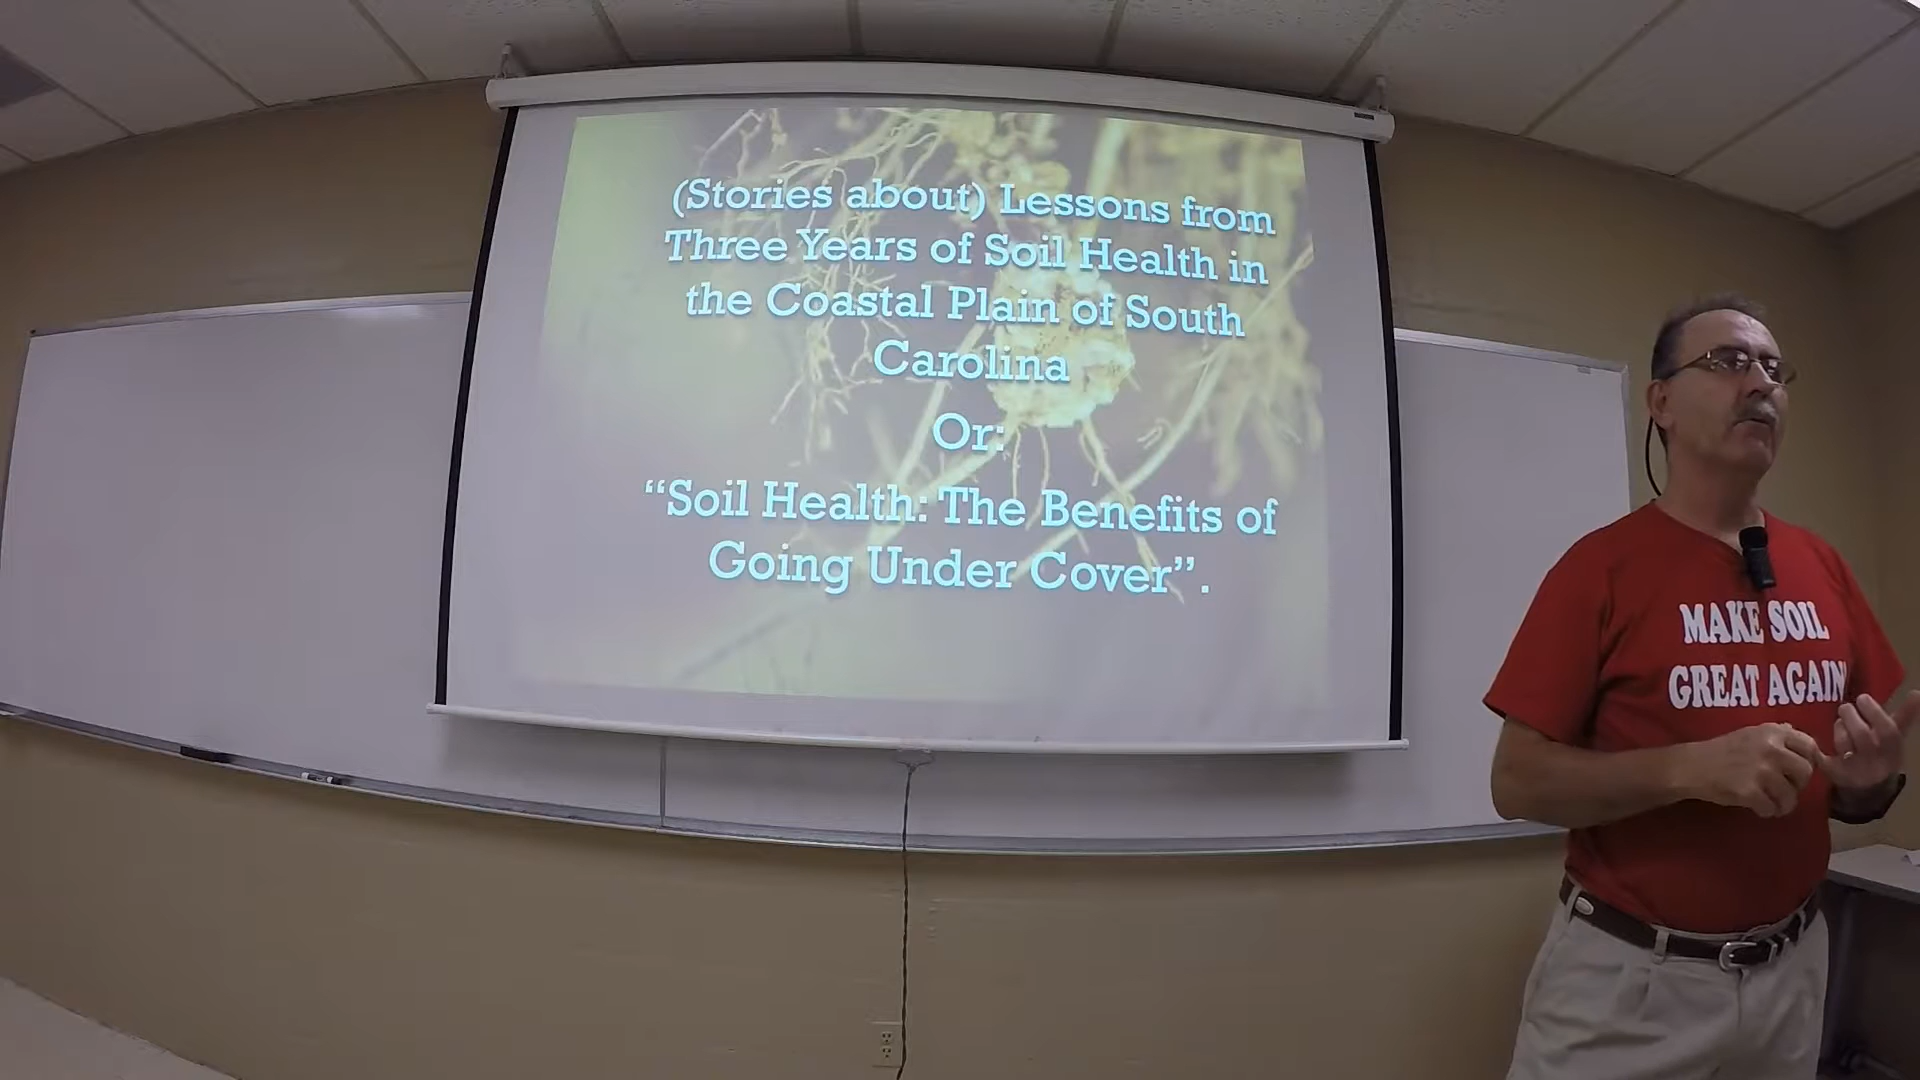 (Stories about) Lessons from
Three Years of Soil Health in
the Coastal Plain of South
Carolina
Or:
“Soil Health: The Benefits of
Going Under Cover”.
MAKE SOIL
GREAT AGAIN!